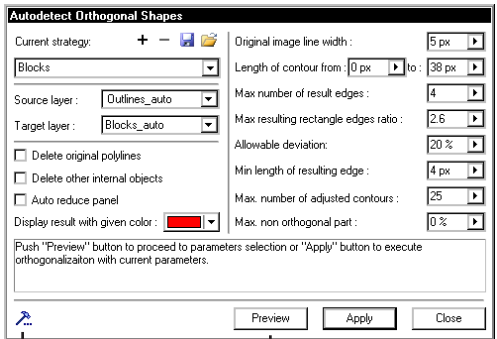 Autodetect Orthogonal Shapes
Current strategy:
Blocks
Source layer : Outlines_auto
Target layer : Blocks_auto
Delete original polylines
Delete other internal objects
Auto reduce panel
Display result with given color :
Original image line width : 5 px
Length of contour from : 0 px to : 38 px
Max number of result edges : 4
Max resulting rectangle edges ratio : 2.6
Allowable deviation: 20 %
Min length of resulting edge : 4 px
Max. number of adjusted contours : 25
Max. non orthogonal part : 0 %
Push "Preview" button to proceed to parameters selection or "Apply" button to execute
orthogonalizaiton with current parameters.
Preview Apply Close